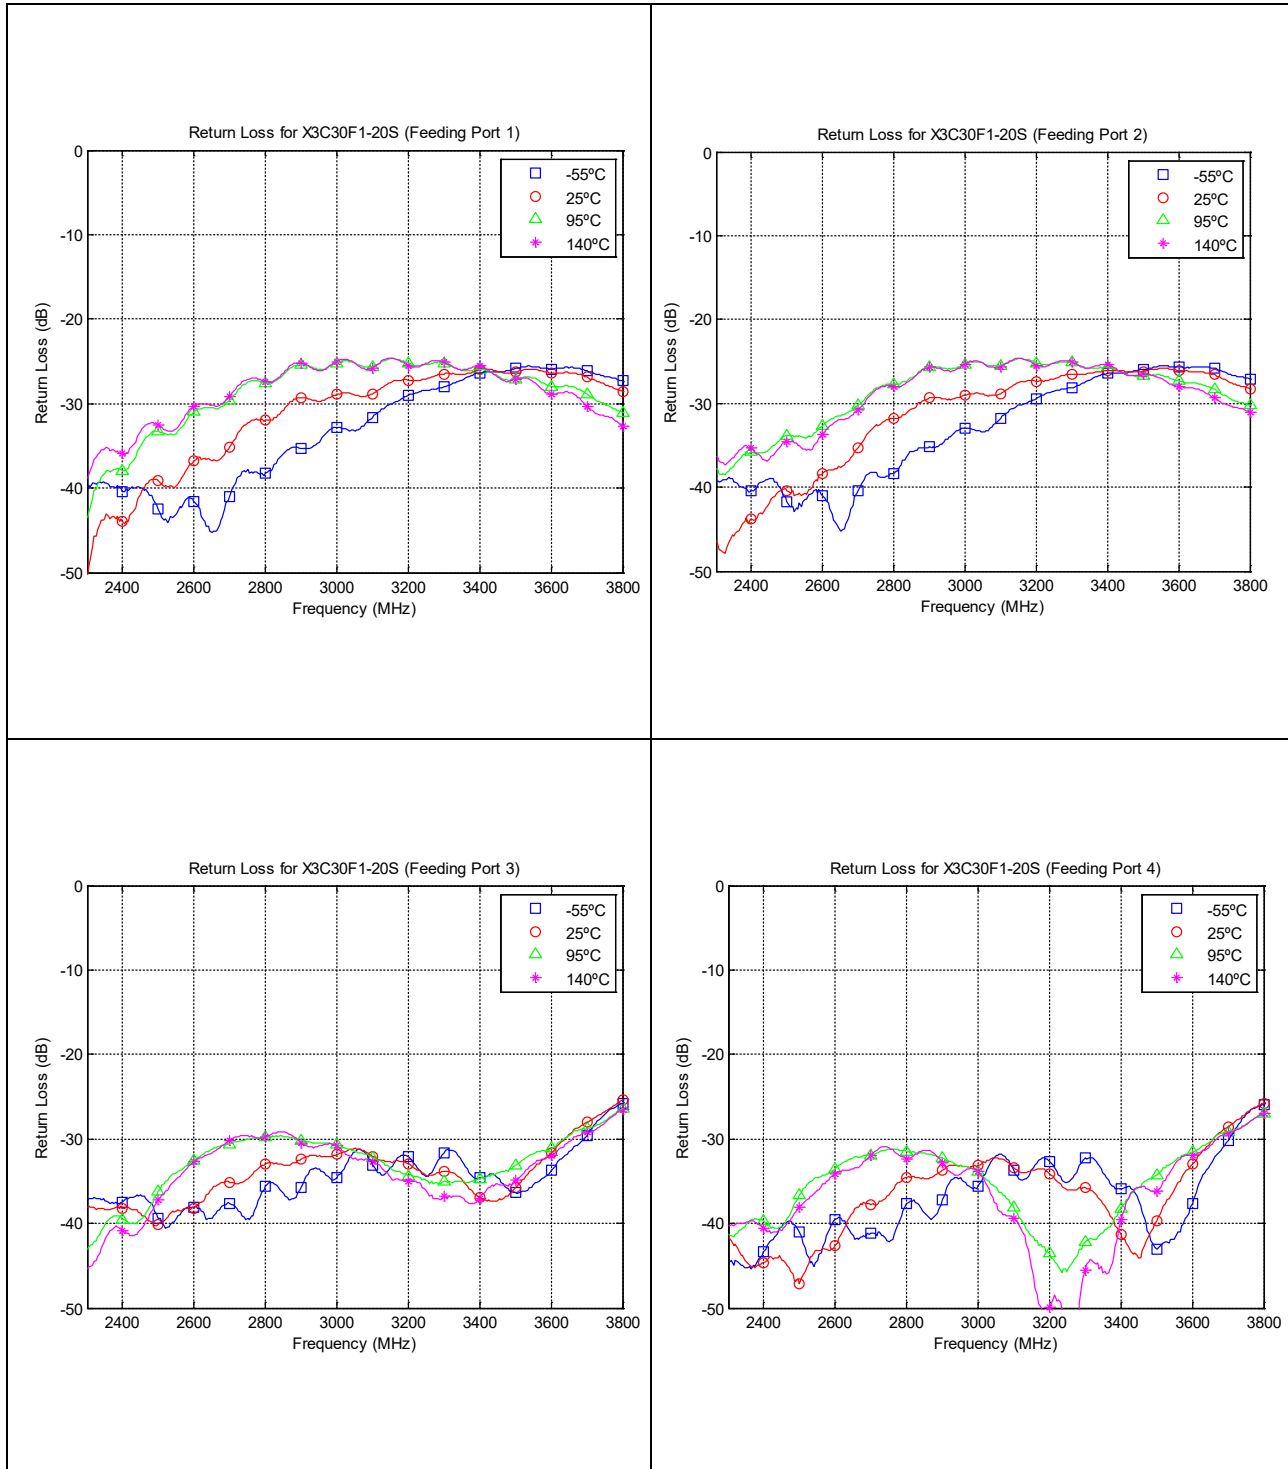 Return Loss for X3C30F1-20S (Feeding Port 1)
0
-10
-20
-30
-40
-50
Return Loss (dB)
-55ºC
25ºC
95ºC
140ºC
2400 2600 2800 3000 3200 3400 3600 3800
Frequency (MHz)
Return Loss for X3C30F1-20S (Feeding Port 2)
0
-10
-20
-30
-40
-50
Return Loss (dB)
-55ºC
25ºC
95ºC
140ºC
2400 2600 2800 3000 3200 3400 3600 3800
Frequency (MHz)
Return Loss for X3C30F1-20S (Feeding Port 3)
0
-10
-20
-30
-40
-50
Return Loss (dB)
-55ºC
25ºC
95ºC
140ºC
2400 2600 2800 3000 3200 3400 3600 3800
Frequency (MHz)
Return Loss for X3C30F1-20S (Feeding Port 4)
0
-10
-20
-30
-40
-50
Return Loss (dB)
-55ºC
25ºC
95ºC
140ºC
2400 2600 2800 3000 3200 3400 3600 3800
Frequency (MHz)